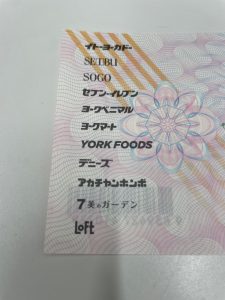 イトーヨーカドー
SEIBU
SOGO
セブン-イレブン
ヨークベニマル
ヨークマート
YORK FOODS
デニーズ
アカチャンホンポ
7美のガーデン
LOFT